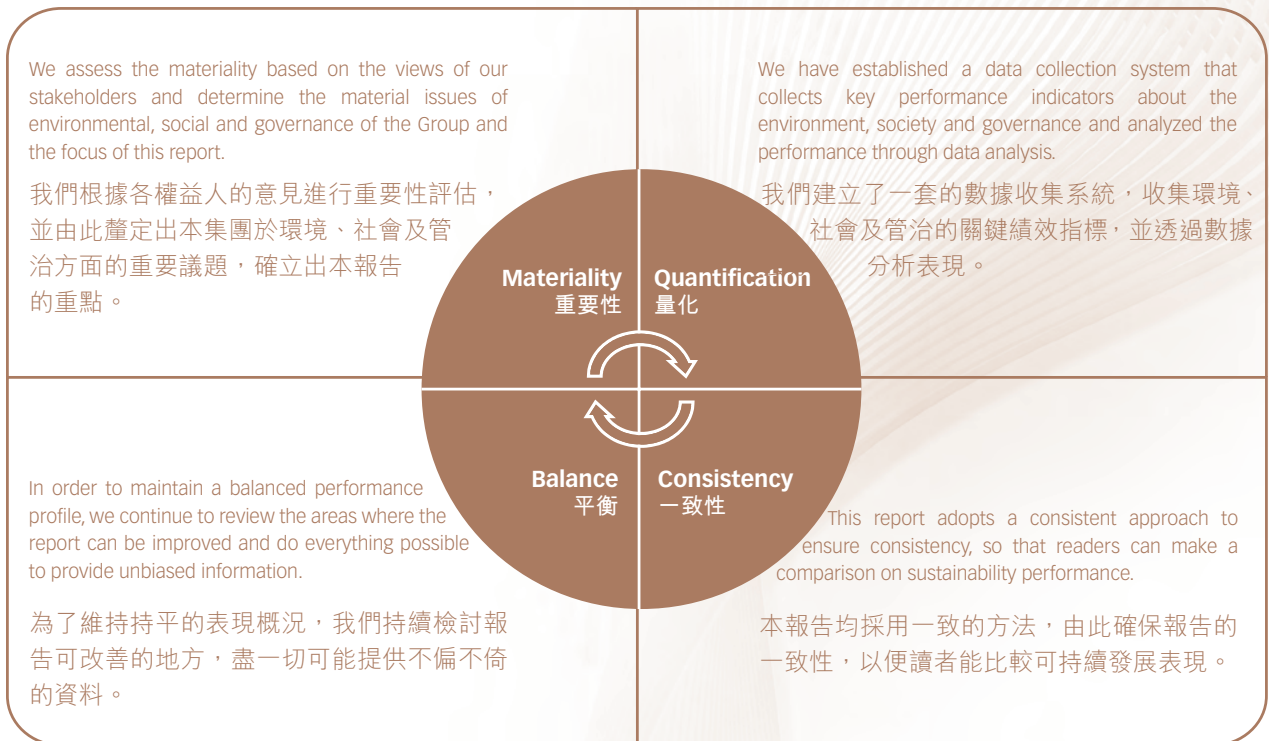 We assess the materiality based on the views of our
stakeholders and determine the material issues of
environmental, social and governance of the Group and
the focus of this report.
我們根據各權益人的意見進行重要性評估，
並由此釐定出本集團於環境、社會及管
治方面的重要議題，確立出本報告
的重點。
We have established a data collection system that
collects key performance indicators about the
environment, society and governance and analyzed the
performance through data analysis.
我們建立了一套的數據收集系統，收集環境、
社會及管治的關鍵績效指標，並透過數據
分析表現。
Materiality
重要性
Quantification
量化
Balance
平衡
Consistency
一致性
In order to maintain a balanced performance
profile, we continue to review the areas where the
report can be improved and do everything possible
to provide unbiased information.
為了維持持平的表現概況，我們持續檢討報
告可改善的地方，盡一切可能提供不偏不倚
的資料。
This report adopts a consistent approach to
ensure consistency, so that readers can make a
comparison on sustainability performance.
本報告均採用一致的方法，由此確保報告的
一致性，以便讀者能比較可持續發展表現。